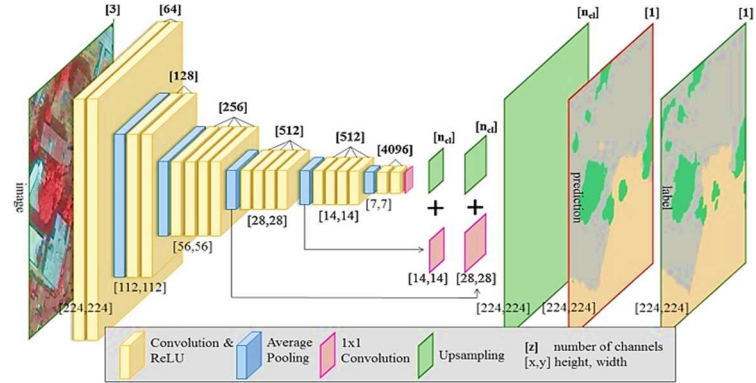 [3]
[64]
[128]
[256]
[512]
[512]
[4096]
[n_cl]
[n_cl]
[n_cl]
[1]
[1]
image
prediction
label
[224,224]
[112,112]
[56,56]
[28,28]
[14,14]
[7,7]
+
+
[14,14]
[28,28]
[224,224]
[224,224]
[224,224]
Convolution &
ReLU
Average
Pooling
1x1
Convolution
Upsampling
[z] number of channels
[x,y] height, width